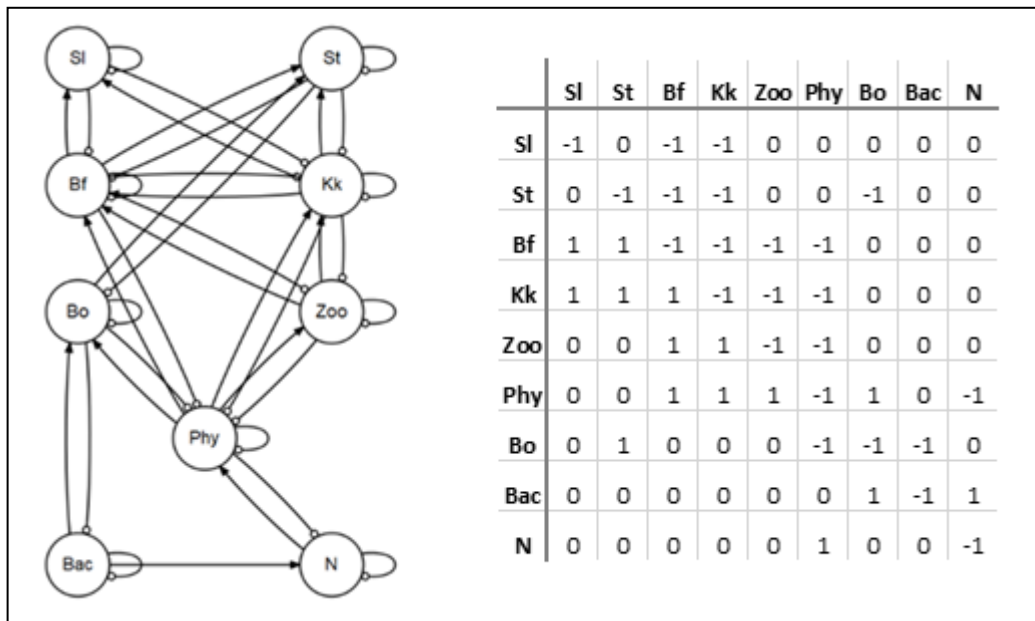 Sl St
Bf Kk
Bo Zoo
Phy
Bac N
Sl St Bf Kk Zoo Phy Bo Bac N
Sl -1 0 -1 -1 0 0 0 0 0
St 0 -1 -1 -1 0 0 -1 0 0
Bf 1 1 -1 -1 -1 -1 0 0 0
Kk 1 1 1 -1 -1 -1 0 0 0
Zoo 0 0 1 1 -1 -1 0 0 0
Phy 0 0 1 1 1 -1 1 0 -1
Bo 0 1 0 0 0 -1 -1 -1 0
Bac 0 0 0 0 0 0 1 -1 1
N 0 0 0 0 0 1 0 0 -1